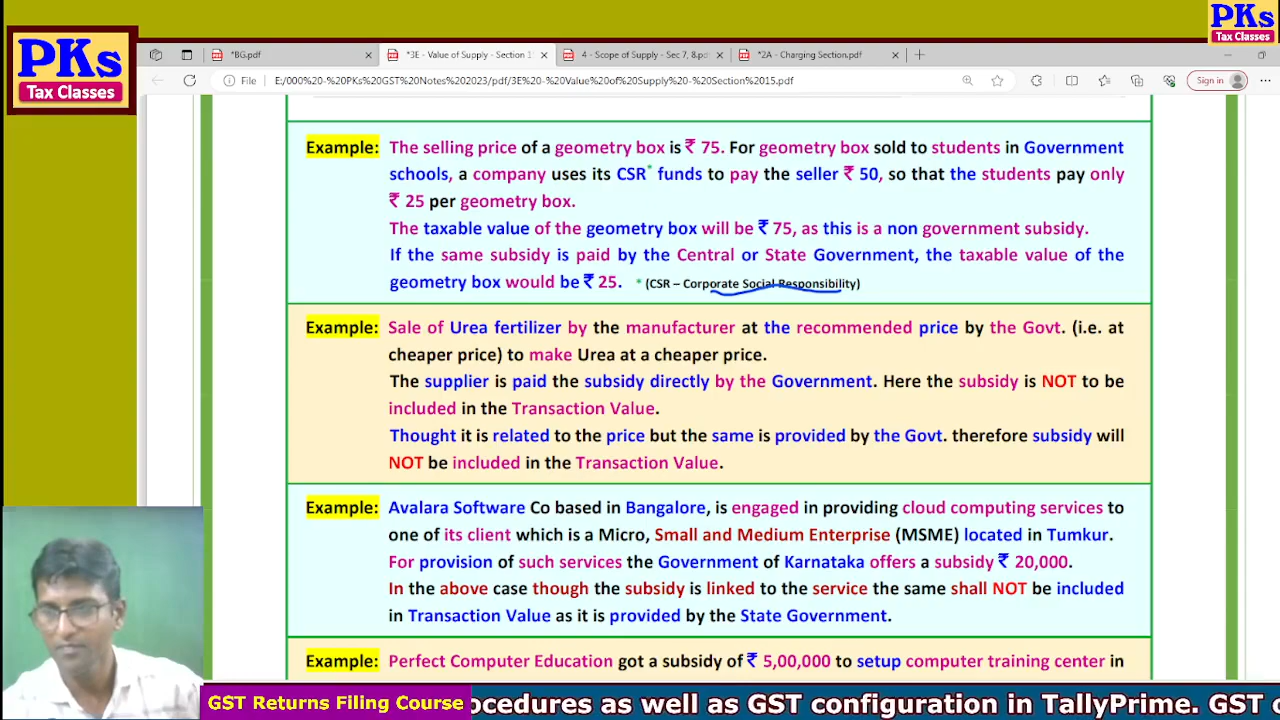 PKs
Tax Classes
PKs
Tax Classes
*BG.pdf
*3E - Value of Supply - Section 1
4 - Scope of Supply - Sec 7, 8.pd
*2A - Charging Section.pdf
File
E:/000%20-%20PKs%20GST%20Notes%202023/pdf/3E%20-%20Value%20of%20Supply%20-%20Section%2015.pdf
Sign in
Example: The selling price of a geometry box is ₹ 75. For geometry box sold to students in Government
schools, a company uses its CSR* funds to pay the seller ₹ 50, so that the students pay only
₹ 25 per geometry box.
The taxable value of the geometry box will be ₹ 75, as this is a non government subsidy.
If the same subsidy is paid by the Central or State Government, the taxable value of the
geometry box would be ₹ 25. * (CSR – Corporate Social Responsibility)
Example: Sale of Urea fertilizer by the manufacturer at the recommended price by the Govt. (i.e. at
cheaper price) to make Urea at a cheaper price.
The supplier is paid the subsidy directly by the Government. Here the subsidy is NOT to be
included in the Transaction Value.
Thought it is related to the price but the same is provided by the Govt. therefore subsidy will
NOT be included in the Transaction Value.
Example: Avalara Software Co based in Bangalore, is engaged in providing cloud computing services to
one of its client which is a Micro, Small and Medium Enterprise (MSME) located in Tumkur.
For provision of such services the Government of Karnataka offers a subsidy ₹ 20,000.
In the above case though the subsidy is linked to the service the same shall NOT be included
in Transaction Value as it is provided by the State Government.
Example: Perfect Computer Education got a subsidy of ₹ 5,00,000 to setup computer training center in
GST Returns Filing Course
ocedures as well as GST configuration in TallyPrime. GST